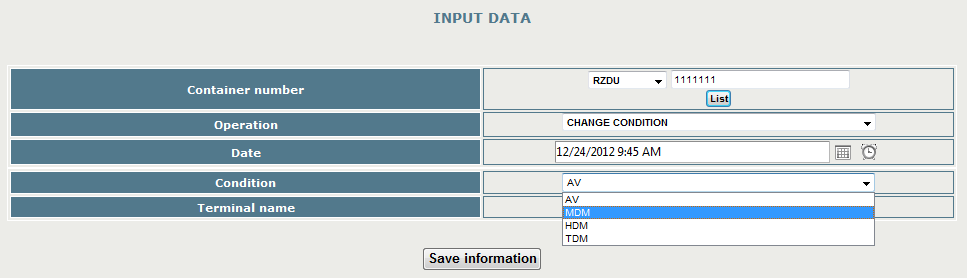 INPUT DATA
Container number RZDU 1111111
List
Operation CHANGE CONDITION
Date 12/24/2012 9:45 AM
Condition AV
AV
Terminal name MDM
HDM
TDM
Save information